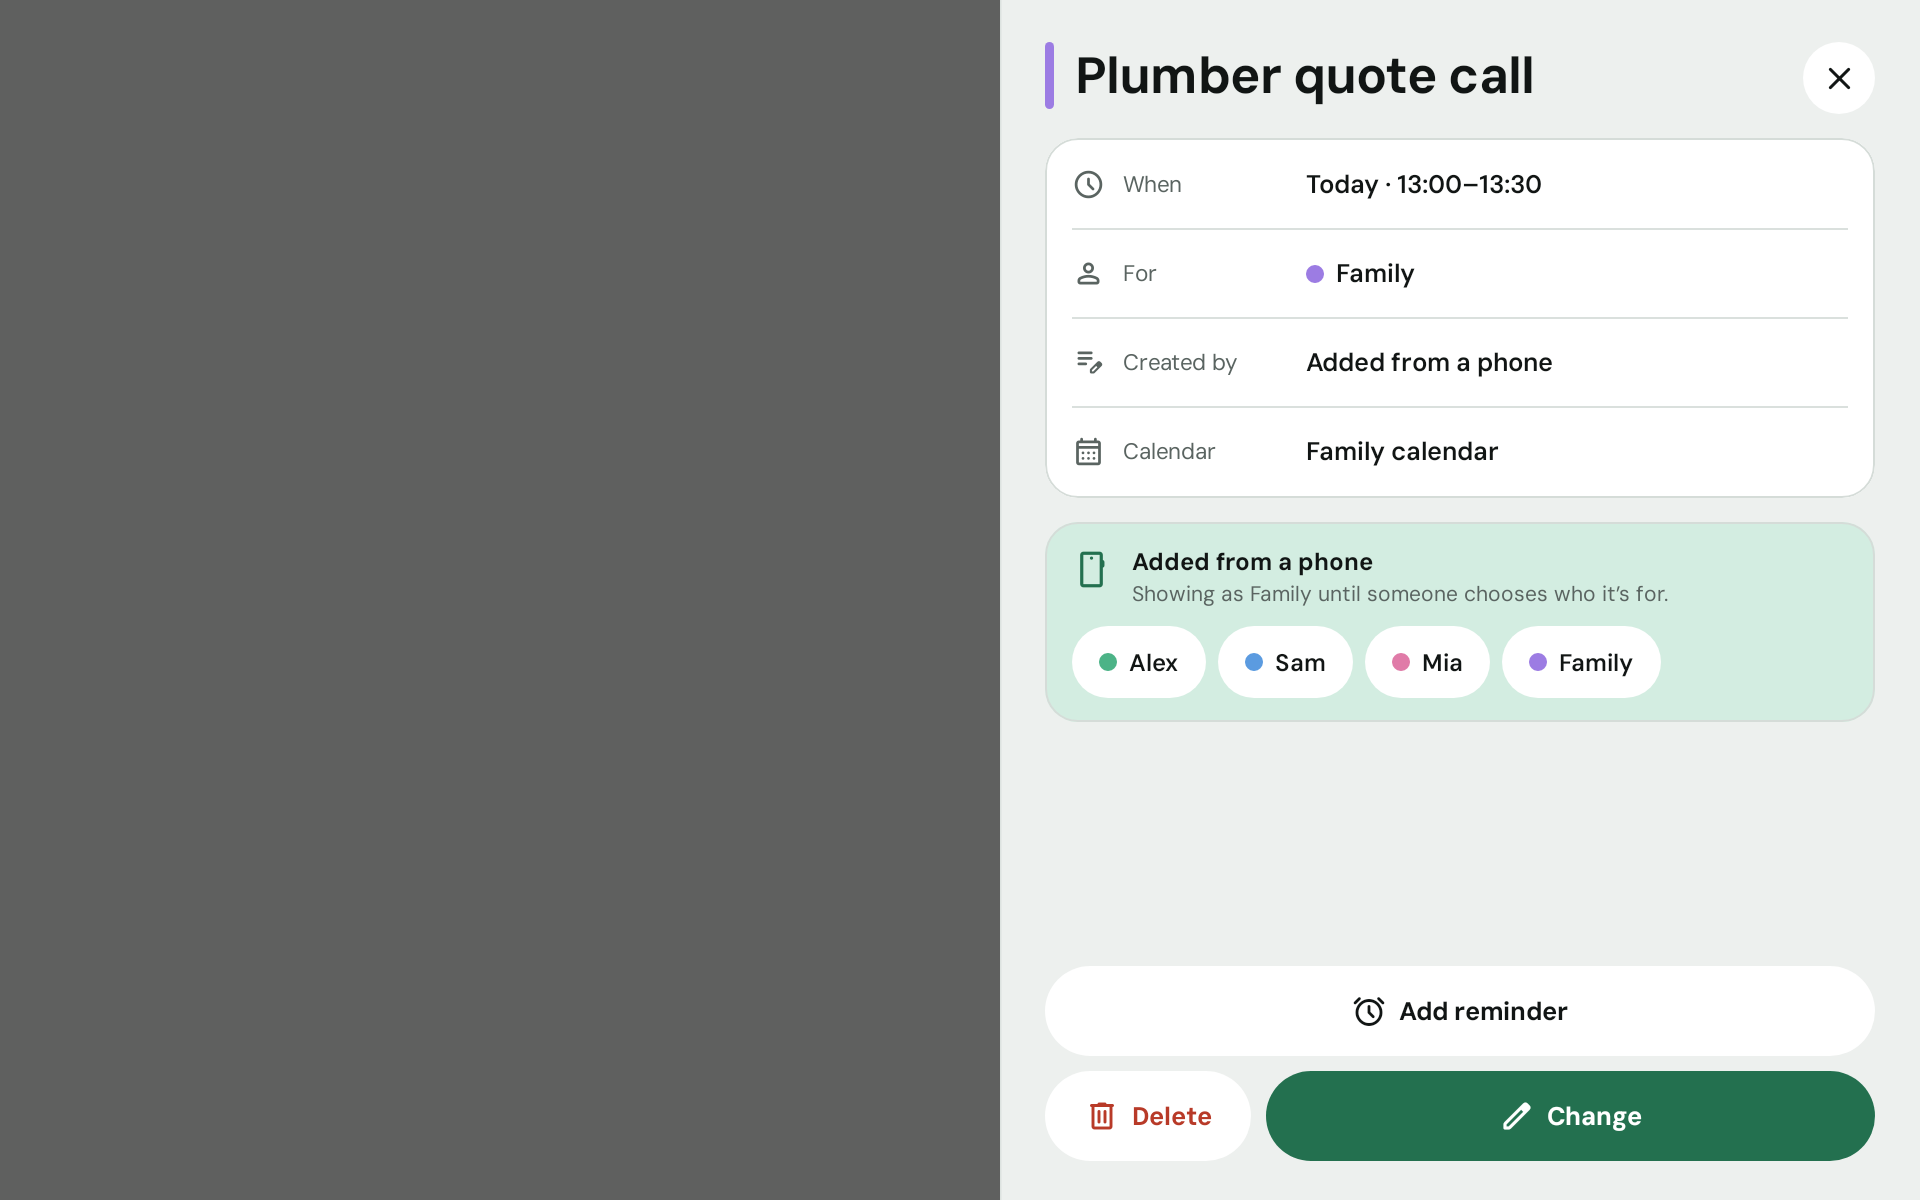 Plumber quote call
When
Today · 13:00–13:30
For
Family
Created by
Added from a phone
Calendar
Family calendar
Added from a phone
Showing as Family until someone chooses who it’s for.
Alex
Sam
Mia
Family
Add reminder
Delete
Change